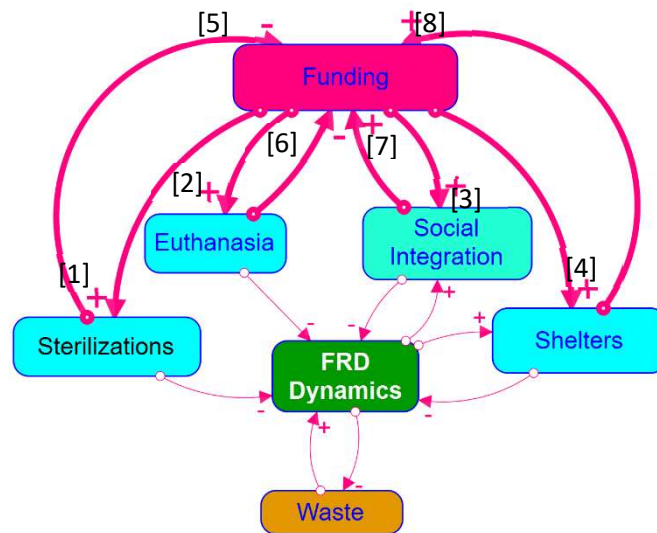 [5] - + [8]
Funding
[6] - + [7]
[2] + + [3]
Euthanasia
Social
Integration
[1] + [4] +
Sterilizations
- - + +
FRD
Dynamics
Shelters
- -
+ -
Waste